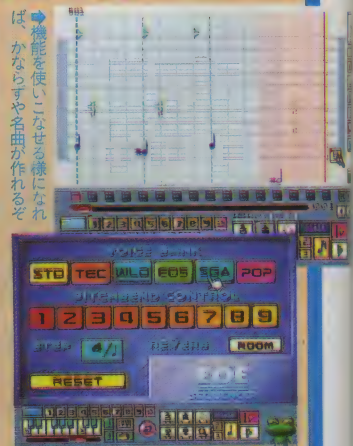 ➡機能を使いこなせる様になれ
ば、かならずや名曲が作れるぞ
VOICE BANK
STD TEC WLD EOS SGA POP
PITCHBEND CONTROL
1 2 3 4 5 6 7 8 9
STEP 4/ REVERB ROOM
RESET